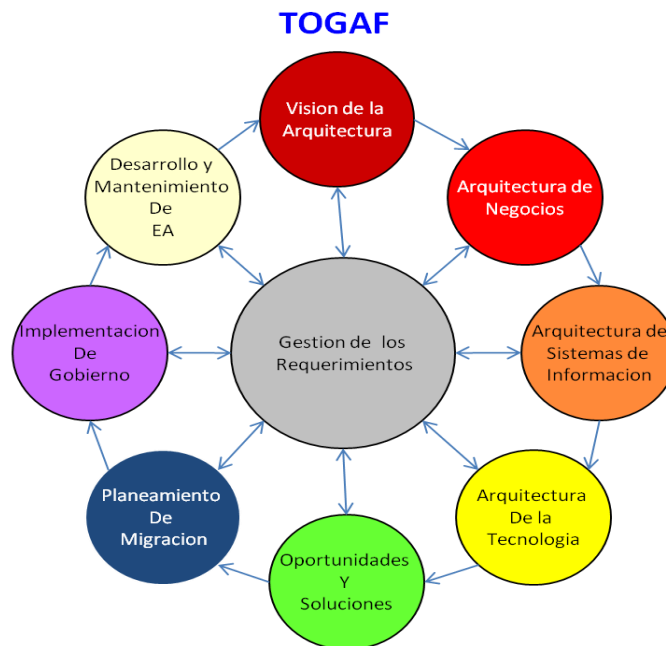 TOGAF
Vision de la
Arquitectura
Arquitectura de
Negocios
Arquitectura de
Sistemas de
Informacion
Arquitectura
De la
Tecnologia
Oportunidades
Y
Soluciones
Planeamiento
De
Migracion
Implementacion
De
Gobierno
Desarrollo y
Mantenimiento
De
EA
Gestion de los
Requerimientos